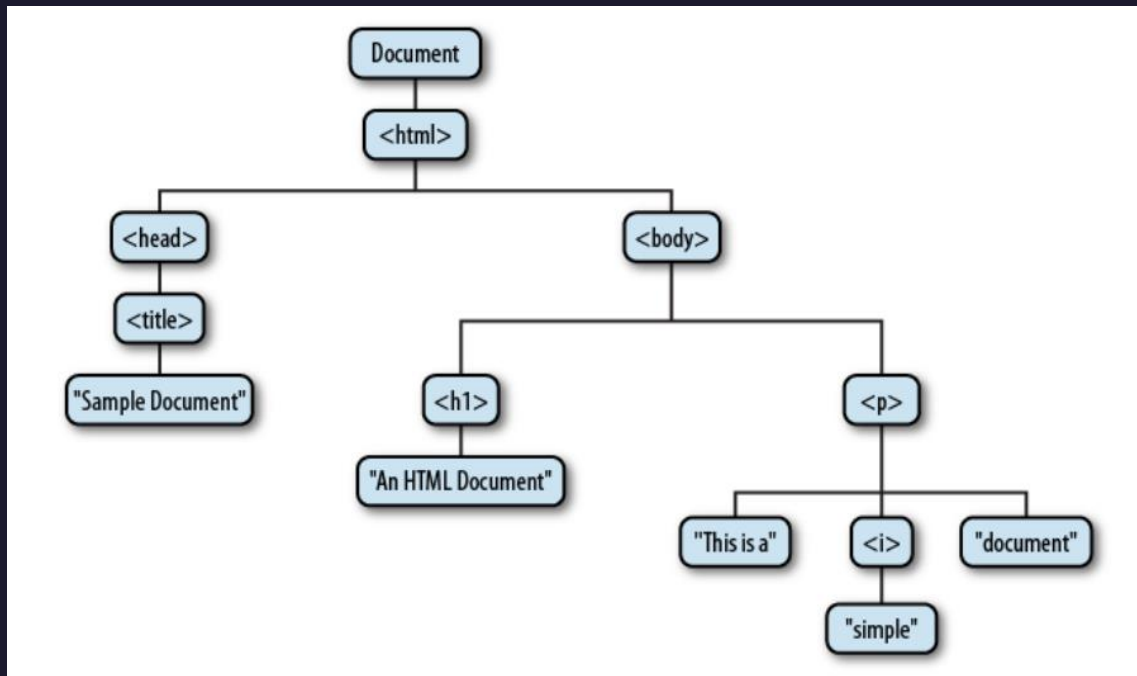 Document
<html>
<head>
<body>
<title>
"Sample Document"
<h1>
<p>
"An HTML Document"
"This is a"
<i>
"document"
"simple"